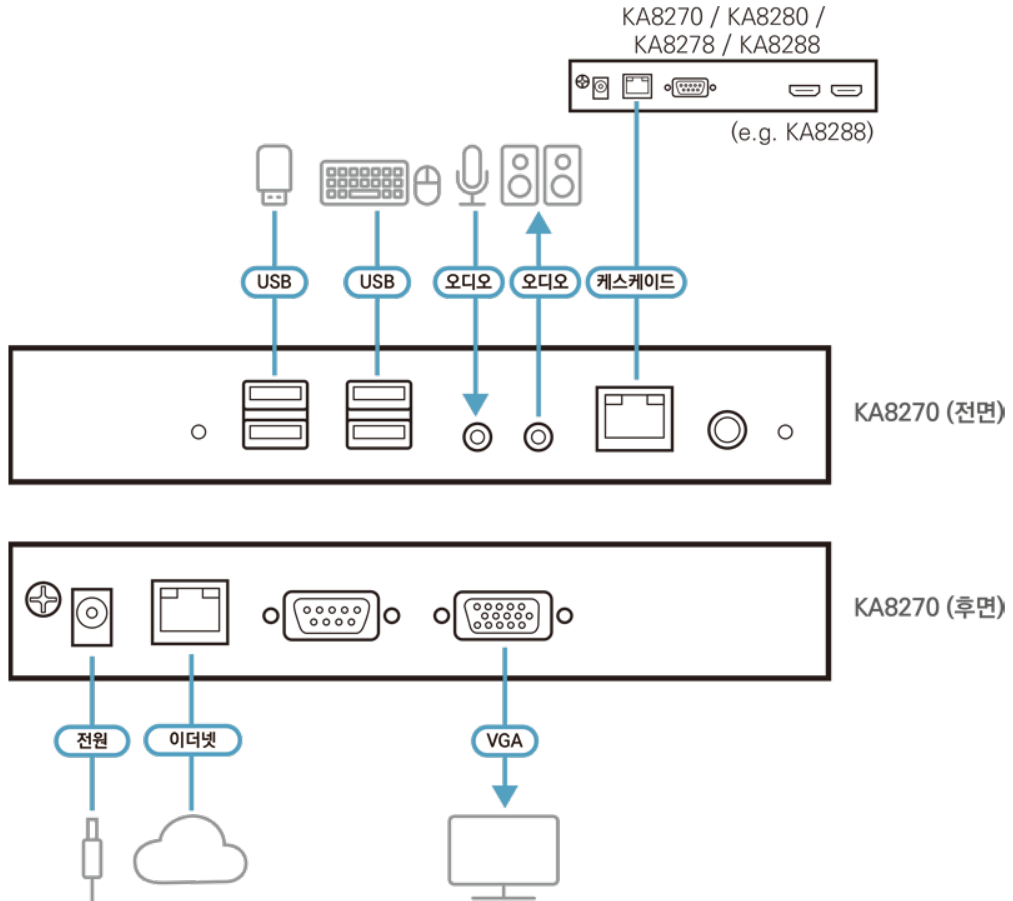 KA8270 / KA8280 /
KA8278 / KA8288
(e.g. KA8288)
USB
USB
오디오
오디오
케스케이드
KA8270 (전면)
KA8270 (후면)
전원
이더넷
VGA